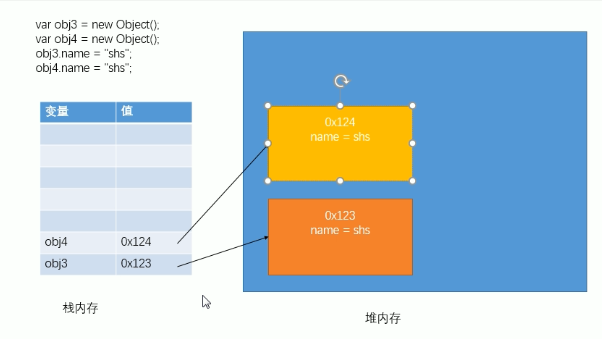 var obj3 = new Object();
var obj4 = new Object();
obj3.name = "shs";
obj4.name = "shs";
变量 值
obj4 0x124
obj3 0x123
栈内存
0x124
name = shs
0x123
name = shs
堆内存